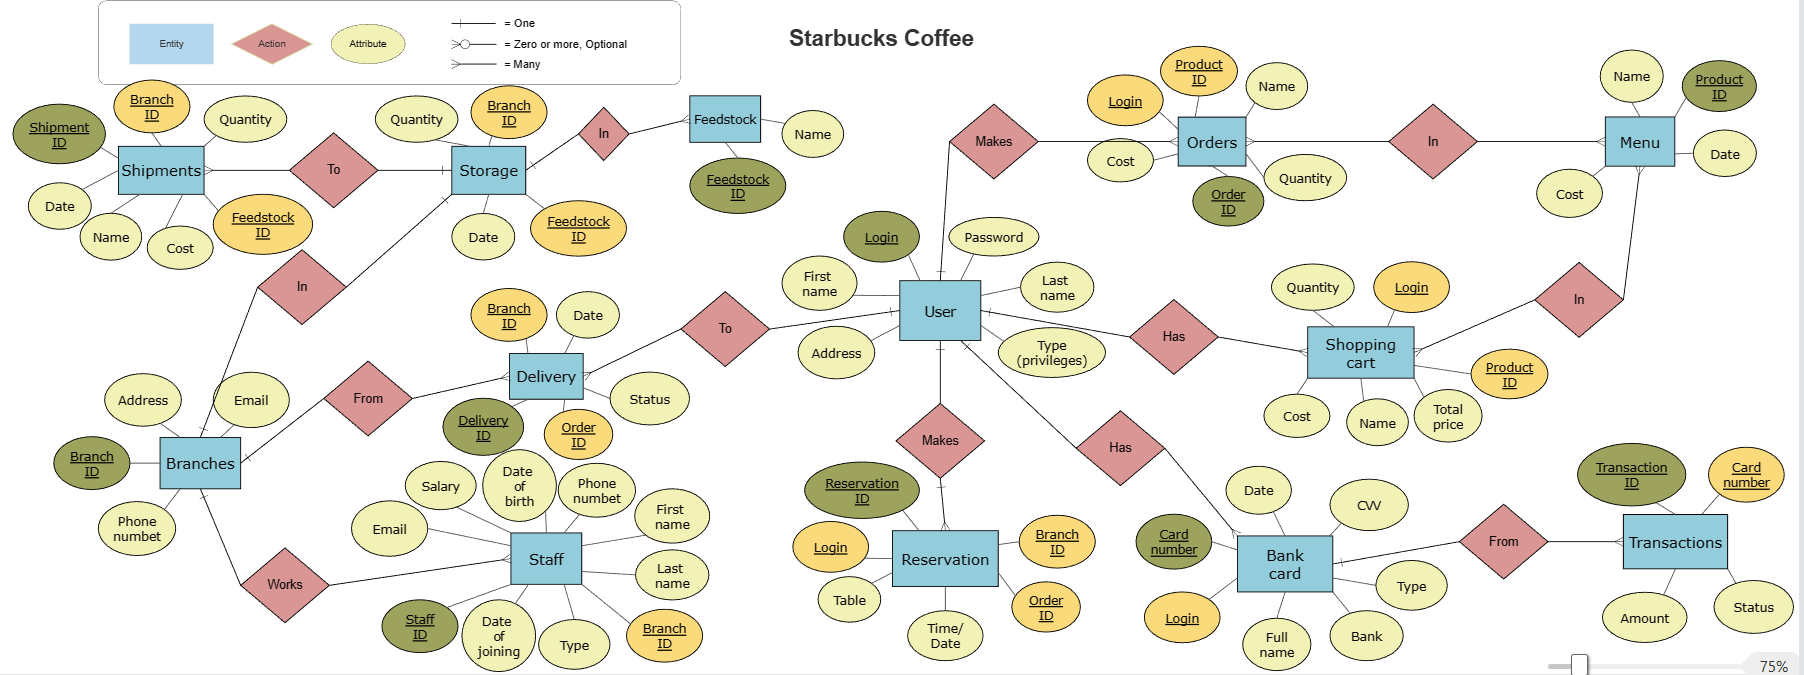 Starbucks Coffee
Entity
Action
Attribute
= One
= Zero or more, Optional
= Many
Shipment
ID
Branch
ID
Quantity
Shipments
Date
Name
Cost
Feedstock
ID
To
Quantity
Branch
ID
Storage
Date
Feedstock
ID
In
Feedstock
Name
Feedstock
ID
In
Makes
Login
Product
ID
Name
Orders
Cost
Order
ID
Quantity
In
Name
Product
ID
Menu
Date
Cost
Login
Password
First
name
Last
name
User
Address
Type
(privileges)
Branch
ID
Date
Delivery
Status
Delivery
ID
Order
ID
To
From
Has
Quantity
Login
Shopping
cart
Product
ID
Cost
Name
Total
price
In
Address
Email
Branch
ID
Branches
Phone
numbet
Works
Salary
Date
of
birth
Phone
numbet
Email
First
name
Staff
Last
name
Staff
ID
Date
of
joining
Type
Branch
ID
Makes
Reservation
ID
Login
Branch
ID
Reservation
Table
Time/
Date
Order
ID
Has
Date
CVV
Card
number
Bank
card
Type
Login
Full
name
Bank
From
Transaction
ID
Card
number
Transactions
Amount
Status
75%